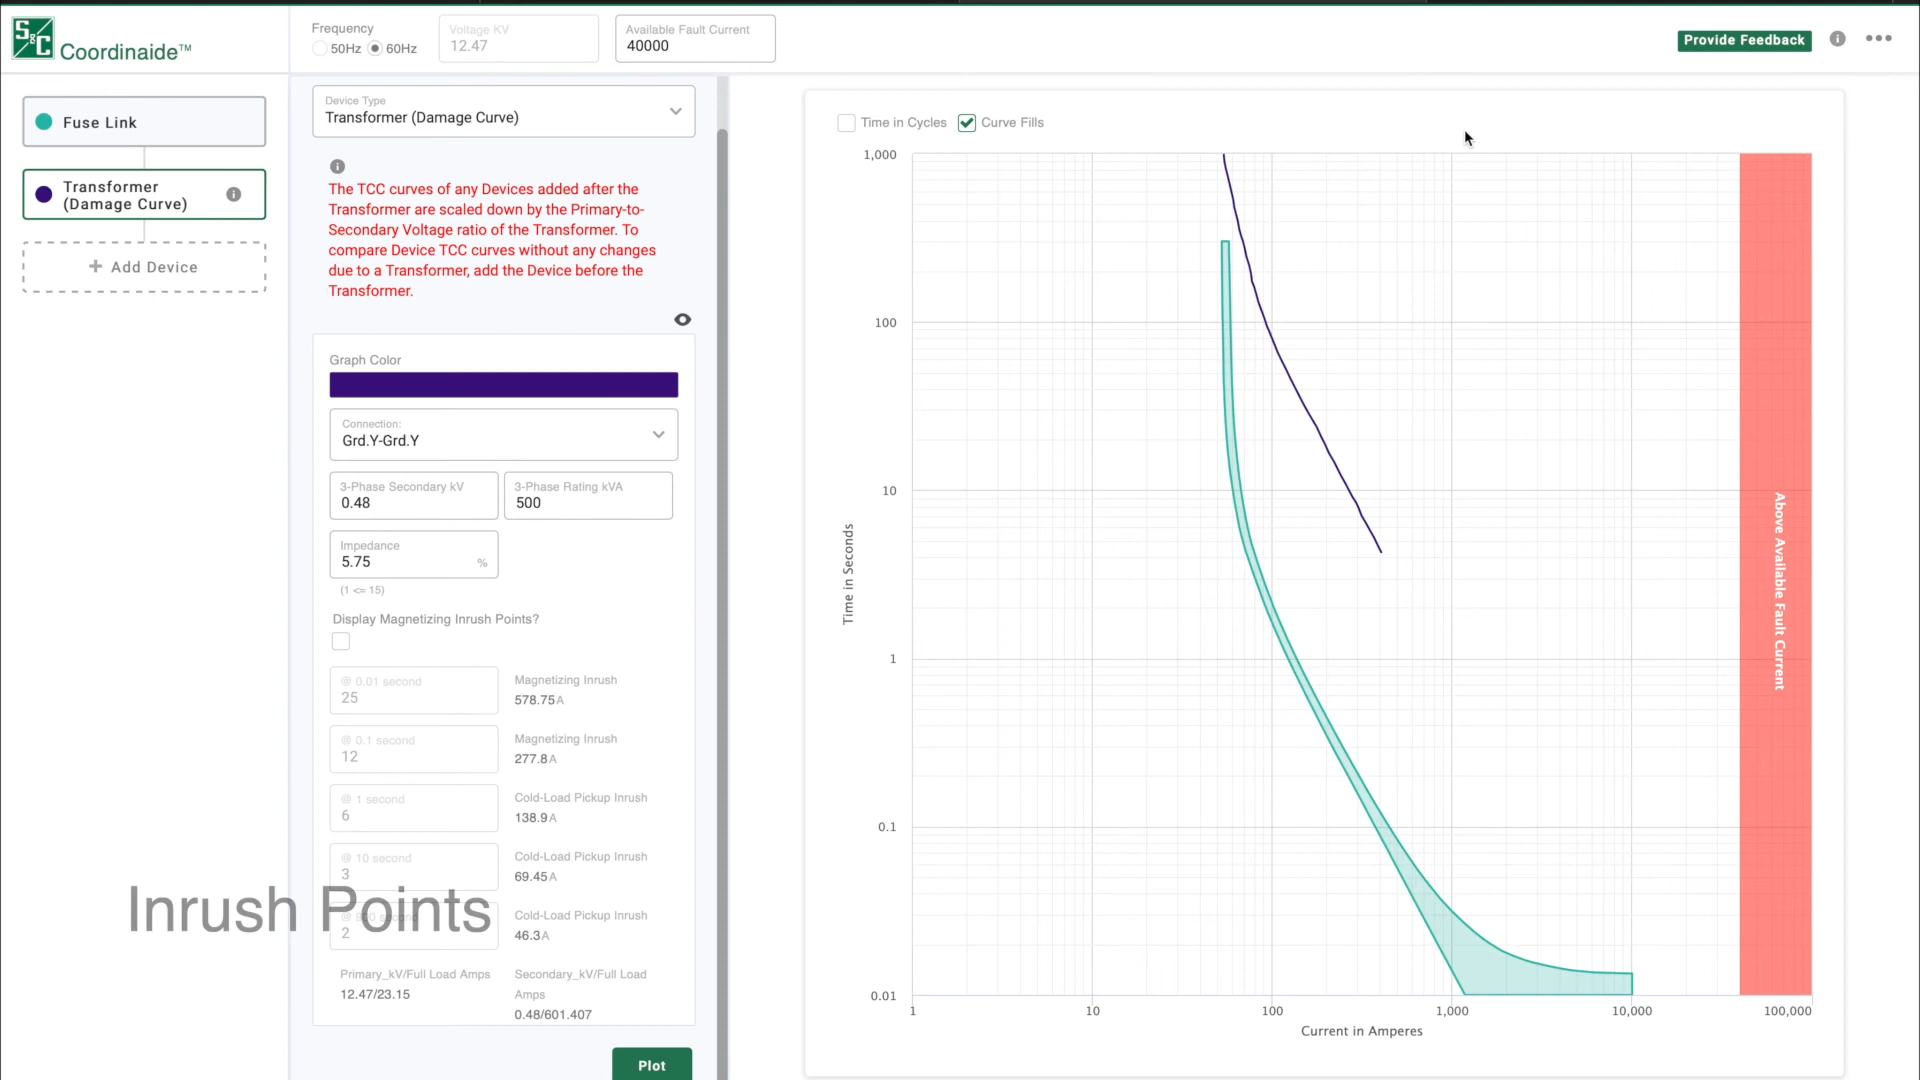 S&C
Coordinaide™
Frequency
50Hz 60Hz
Voltage KV
12.47
Available Fault Current
40000
Provide Feedback
Fuse Link
Transformer
(Damage Curve)
+ Add Device
Device Type
Transformer (Damage Curve)
The TCC curves of any Devices added after the
Transformer are scaled down by the Primary-to-
Secondary Voltage ratio of the Transformer. To
compare Device TCC curves without any changes
due to a Transformer, add the Device before the
Transformer.
Graph Color
Connection:
Grd.Y-Grd.Y
3-Phase Secondary kV
0.48
3-Phase Rating kVA
500
Impedance
5.75 %
(1 <= 15)
Display Magnetizing Inrush Points?
@ 0.01 second
25
Magnetizing Inrush
578.75A
@ 0.1 second
12
Magnetizing Inrush
277.8A
@ 1 second
6
Cold-Load Pickup Inrush
138.9A
@ 10 second
3
Cold-Load Pickup Inrush
69.45A
@ 900 second
2
Cold-Load Pickup Inrush
46.3A
Inrush Points
Primary_kV/Full Load Amps
12.47/23.15
Secondary_kV/Full Load
Amps
0.48/601.407
Plot
Time in Cycles Curve Fills
1,000
100
10
1
0.1
0.01
Time in Seconds
Above Available Fault Current
1 10 100 1,000 10,000 100,000
Current in Amperes